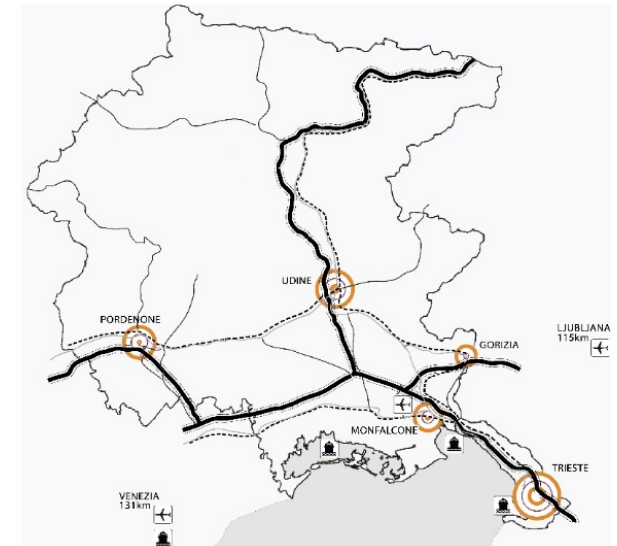 UDINE
PORDENONE
GORIZIA
LJUBLJANA
115km
MONFALCONE
TRIESTE
VENEZIA
131km